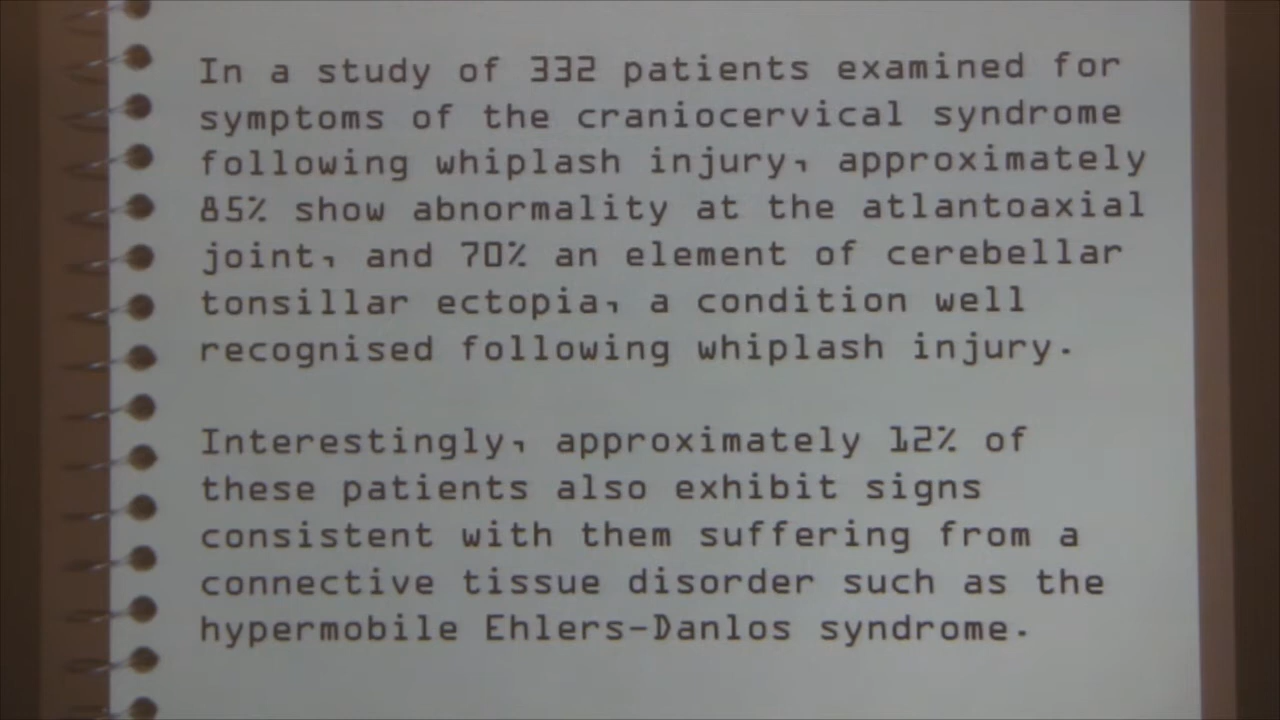 In a study of 332 patients examined for
symptoms of the craniocervical syndrome
following whiplash injury, approximately
85% show abnormality at the atlantoaxial
joint, and 70% an element of cerebellar
tonsillar ectopia, a condition well
recognised following whiplash injury.
Interestingly, approximately 12% of
these patients also exhibit signs
consistent with them suffering from a
connective tissue disorder such as the
hypermobile Ehlers-Danlos syndrome.